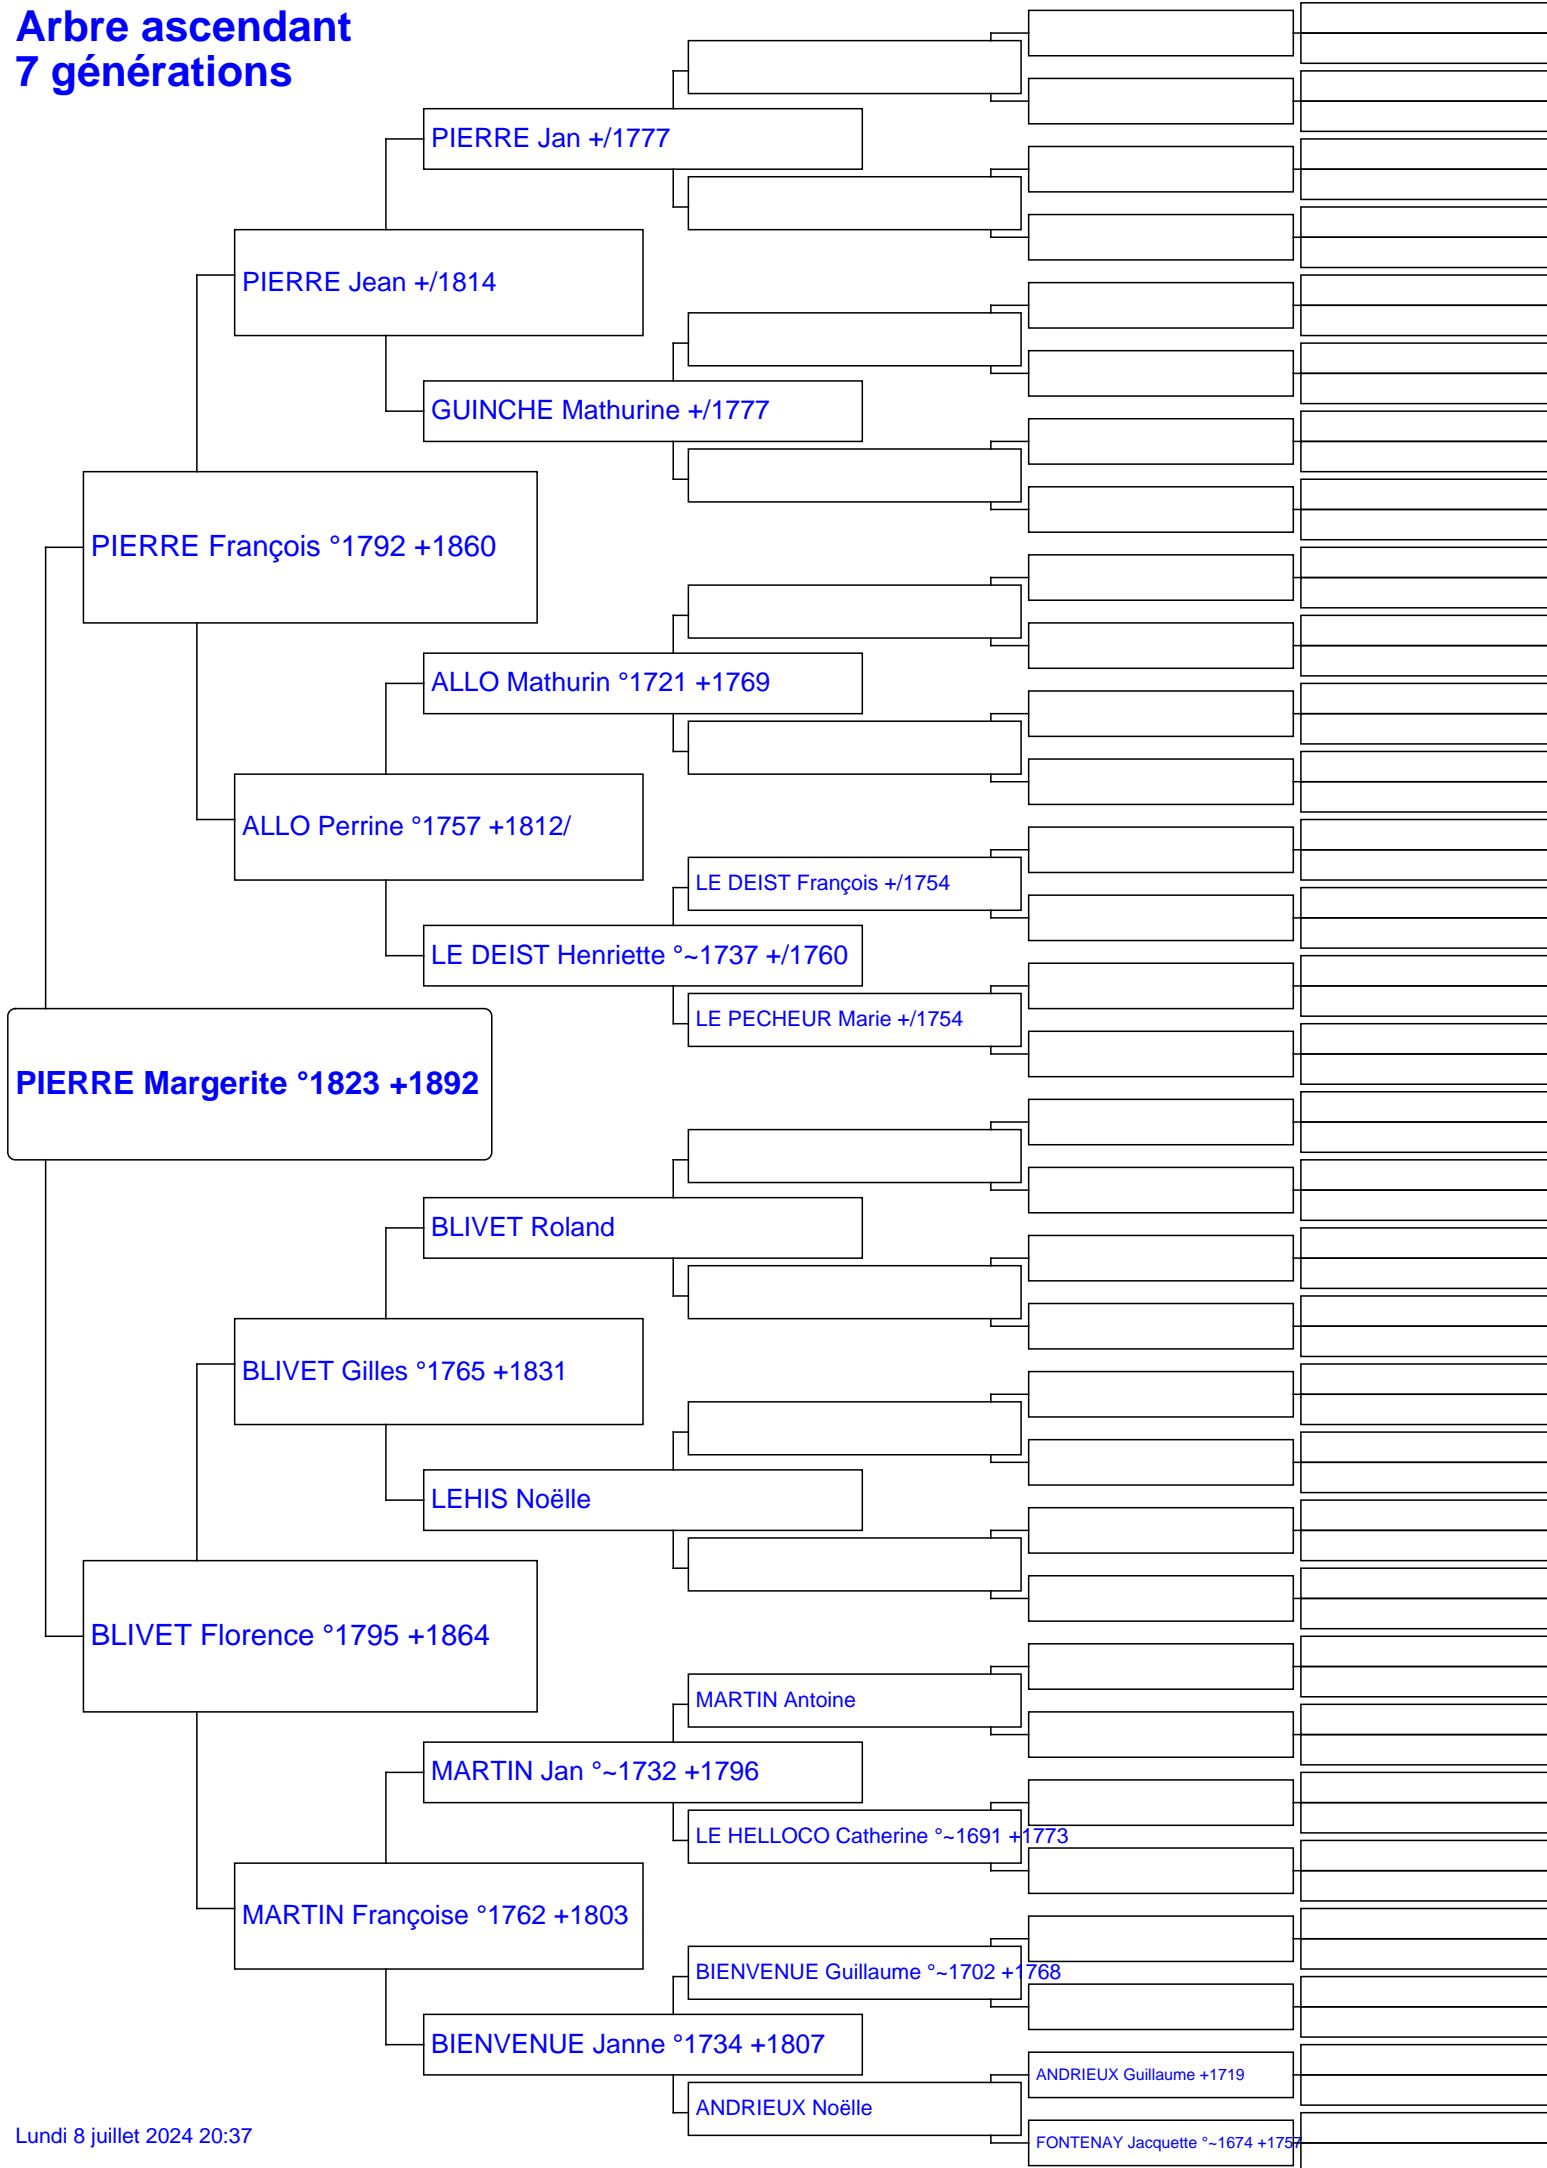 Arbre ascendant
7 générations
PIERRE Jan +/1777
PIERRE Jean +/1814
GUINCHE Mathurine +/1777
PIERRE François °1792 +1860
ALLO Mathurin °1721 +1769
ALLO Perrine °1757 +1812/
LE DEIST François +/1754
LE DEIST Henriette °~1737 +/1760
LE PECHEUR Marie +/1754
PIERRE Margerite °1823 +1892
BLIVET Roland
BLIVET Gilles °1765 +1831
LEHIS Noëlle
BLIVET Florence °1795 +1864
MARTIN Antoine
MARTIN Jan °~1732 +1796
LE HELLOCO Catherine °~1691 +1773
MARTIN Françoise °1762 +1803
BIENVENUE Guillaume °~1702 +1768
BIENVENUE Janne °1734 +1807
ANDRIEUX Guillaume +1719
ANDRIEUX Noëlle
FONTENAY Jacquette °~1674 +1757
Lundi 8 juillet 2024 20:37